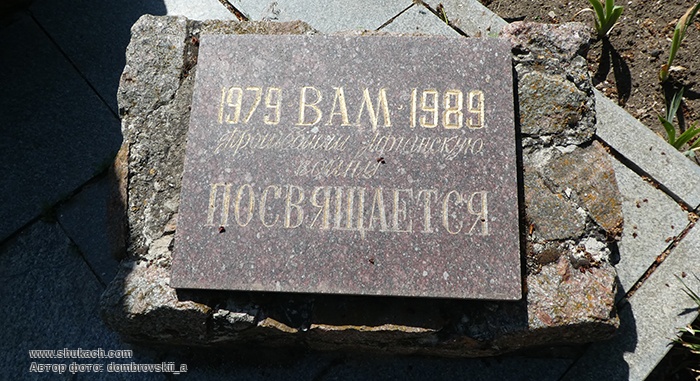 1979 ВАМ 1989
Прошедшим Афганскую
войну
ПОСВЯЩАЕТСЯ
www.shukach.com
Автор фото: dombrovskii_a